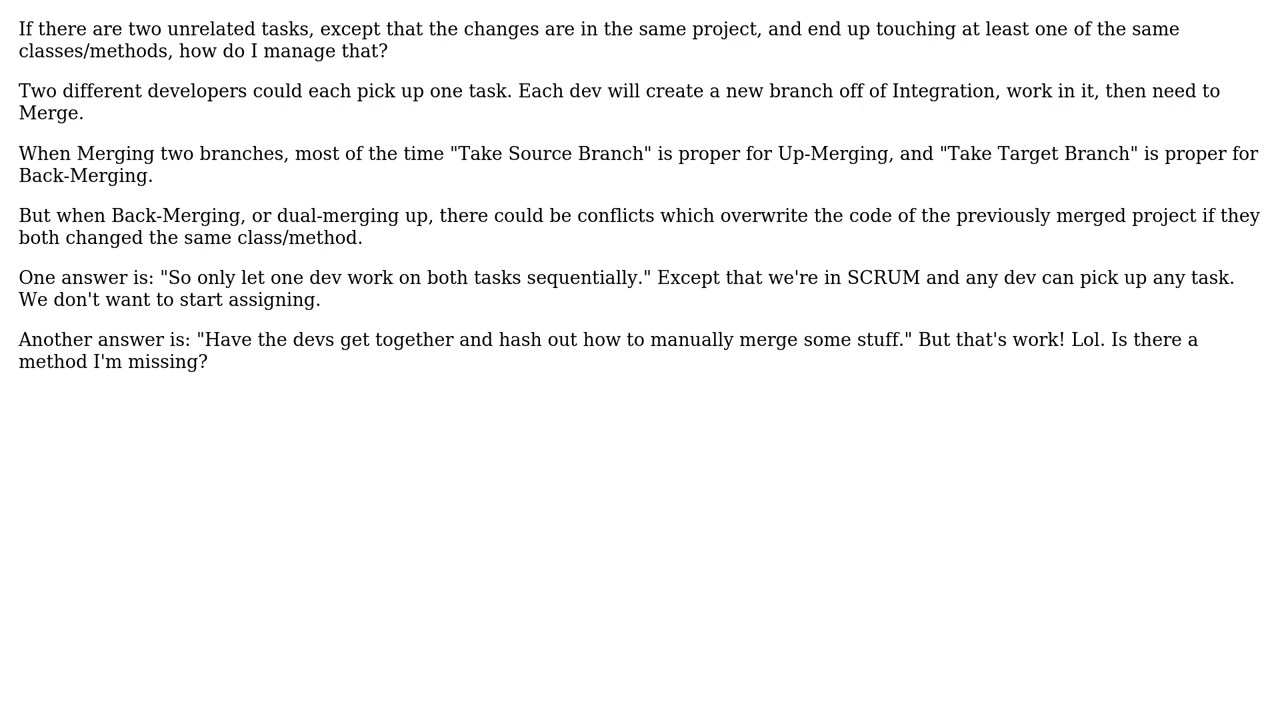 If there are two unrelated tasks, except that the changes are in the same project, and end up touching at least one of the same
classes/methods, how do I manage that?
Two different developers could each pick up one task. Each dev will create a new branch off of Integration, work in it, then need to
Merge.
When Merging two branches, most of the time "Take Source Branch" is proper for Up-Merging, and "Take Target Branch" is proper for
Back-Merging.
But when Back-Merging, or dual-merging up, there could be conflicts which overwrite the code of the previously merged project if they
both changed the same class/method.
One answer is: "So only let one dev work on both tasks sequentially." Except that we're in SCRUM and any dev can pick up any task.
We don't want to start assigning.
Another answer is: "Have the devs get together and hash out how to manually merge some stuff." But that's work! Lol. Is there a
method I'm missing?